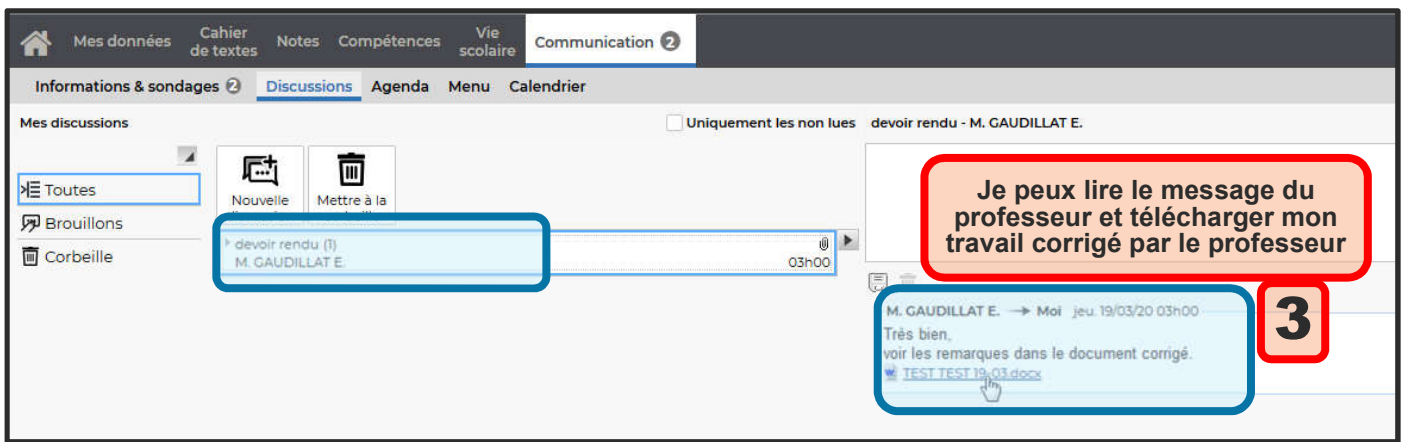 Mes données
Cahier
de textes
Notes
Compétences
Vie
scolaire
Communication 2
Informations & sondages 2
Discussions
Agenda
Menu
Calendrier
Mes discussions
Uniquement les non lues
devoir rendu - M. GAUDILLAT E.
Toutes
Brouillons
Corbeille
Nouvelle
Mettre à la
devoir rendu (1)
M. GAUDILLAT E.
03h00
Je peux lire le message du
professeur et télécharger mon
travail corrigé par le professeur
3
M. GAUDILLAT E. → Moi jeu. 19/03/20 03h00
Très bien,
voir les remarques dans le document corrigé.
TEST TEST 19-03.docx